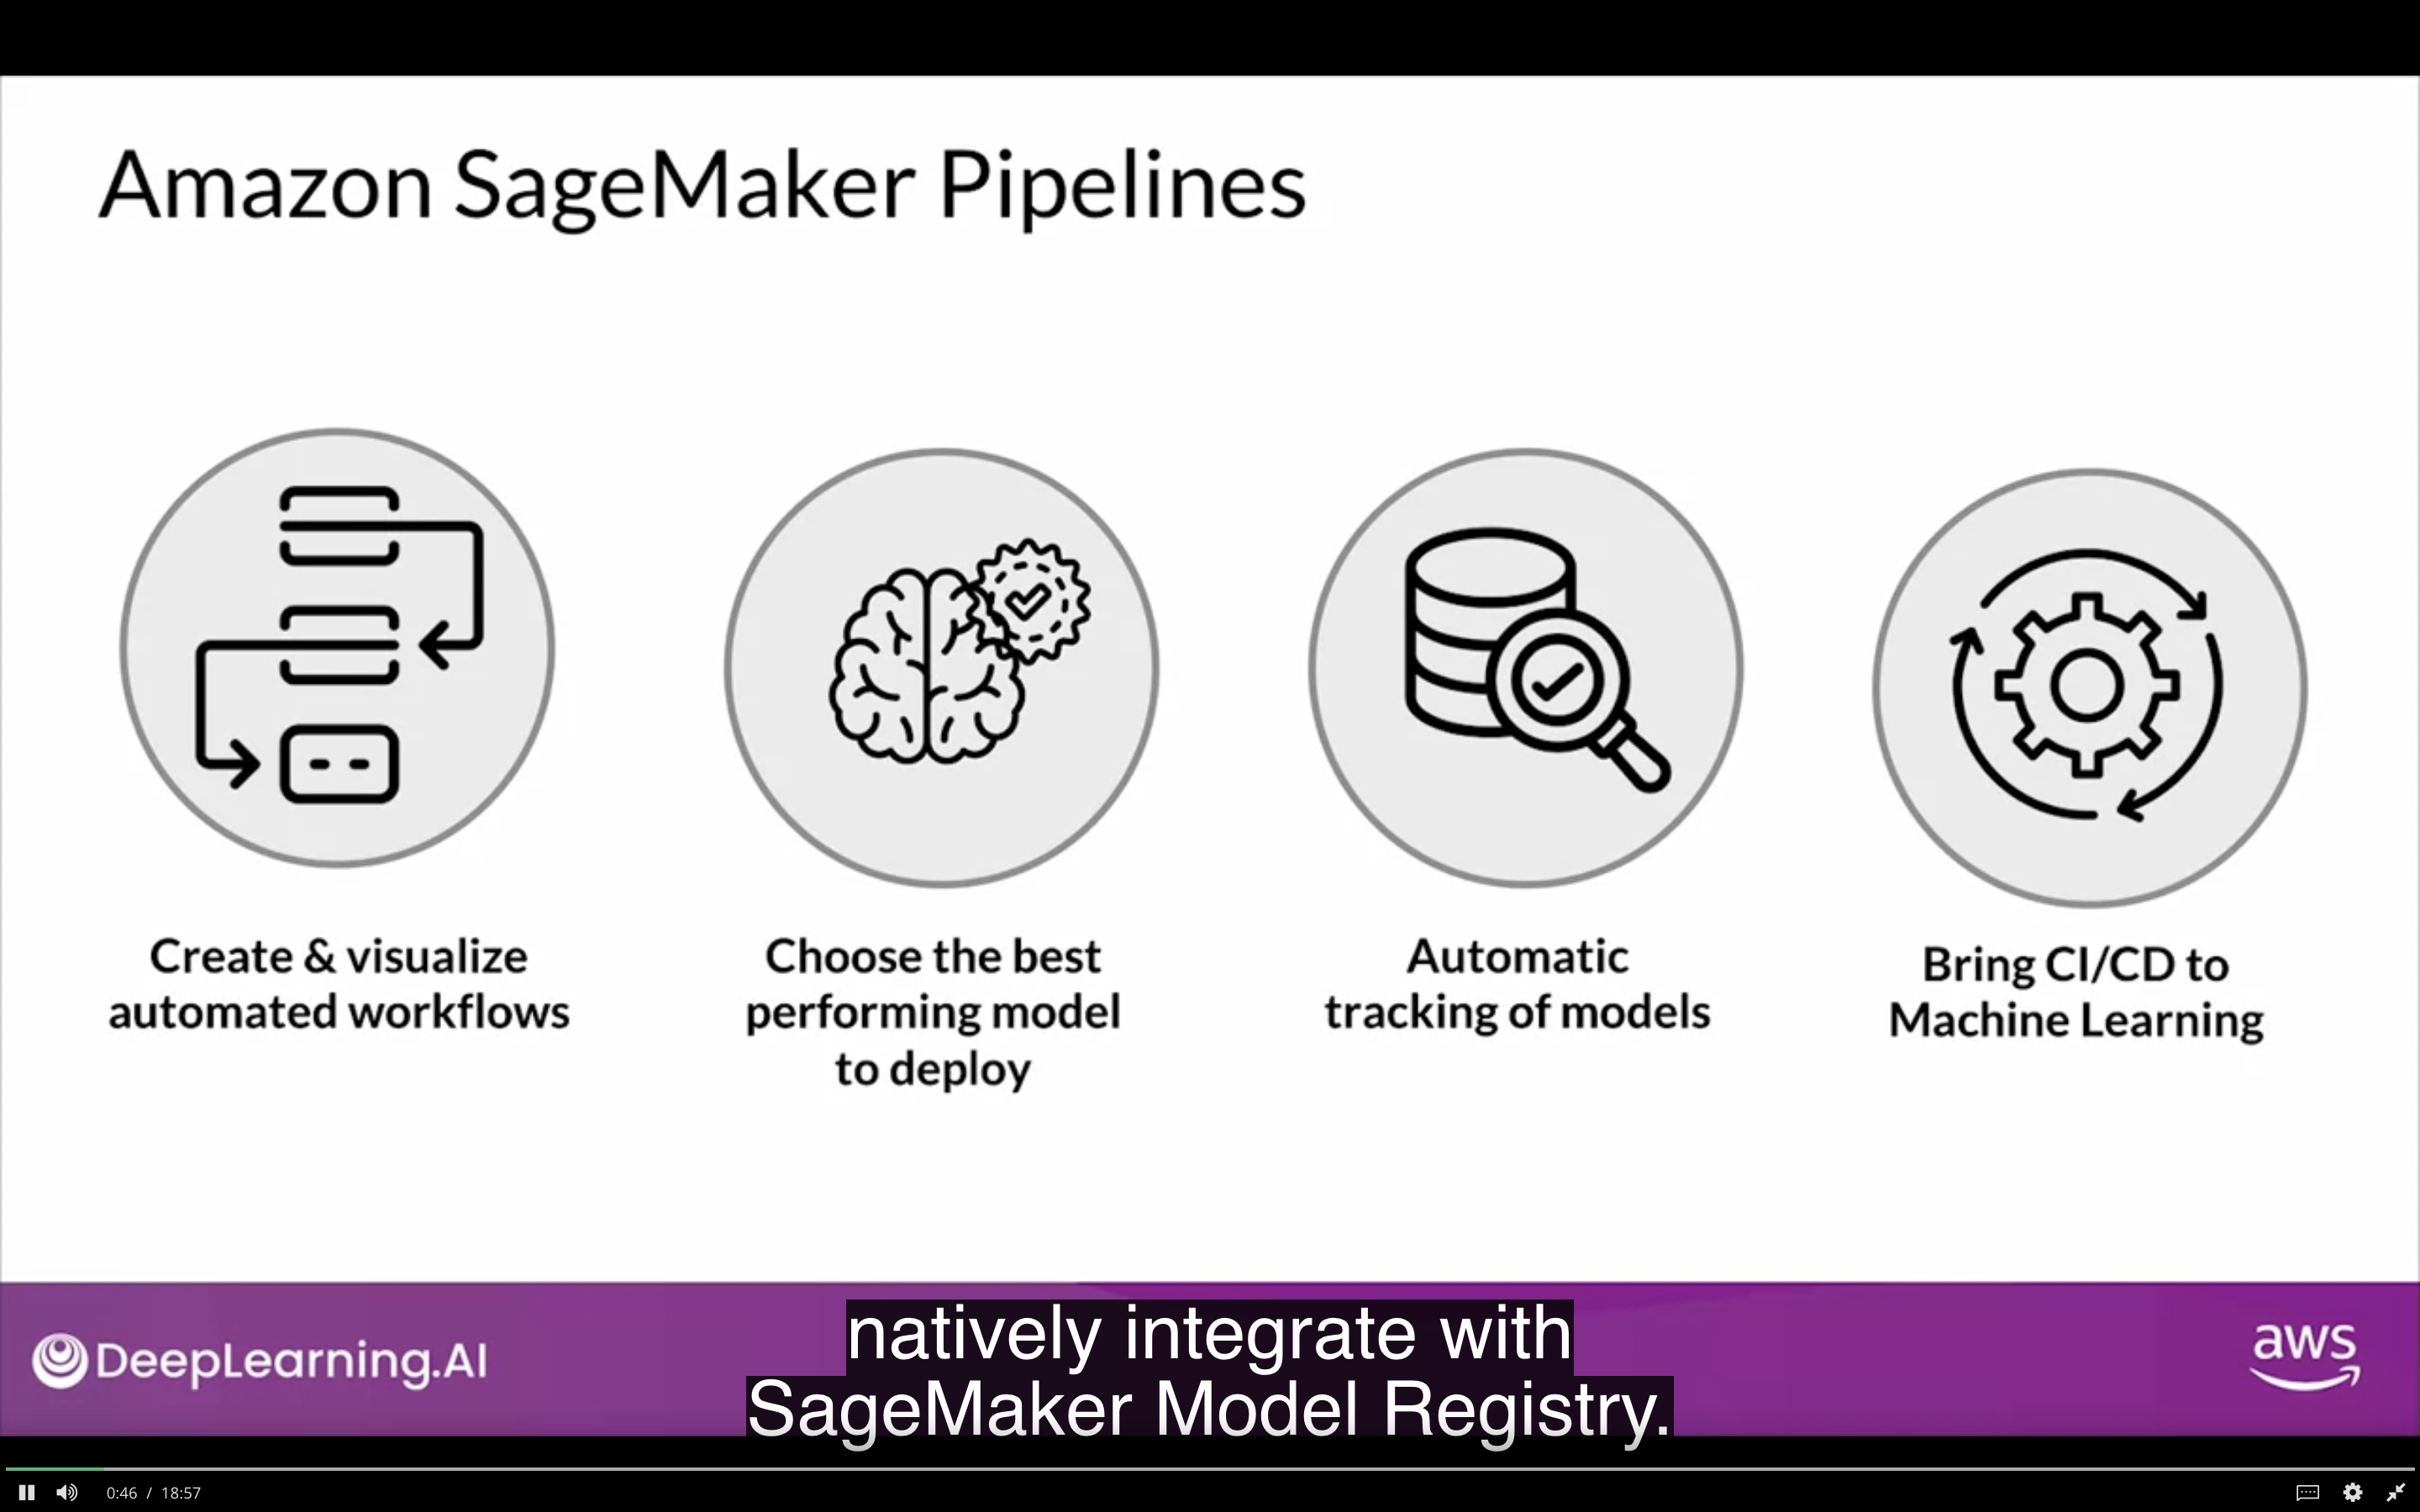 Amazon SageMaker Pipelines
Create & visualize
automated workflows
Choose the best
performing model
to deploy
Automatic
tracking of models
Bring CI/CD to
Machine Learning
DeepLearning.AI
natively integrate with
SageMaker Model Registry.
aws
0:46 / 18:57